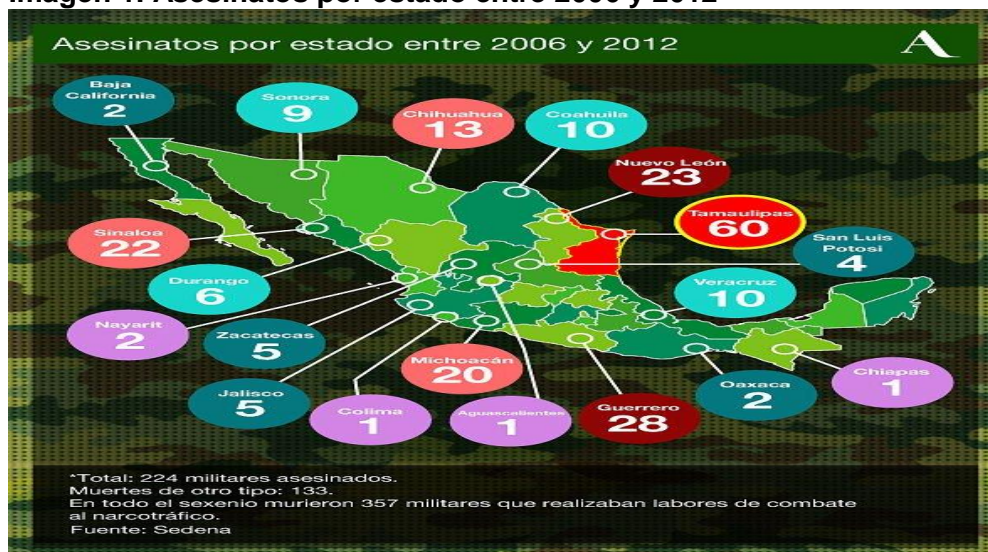 Imagen 1. Asesinatos por estado entre 2006 y 2012
Asesinatos por estado entre 2006 y 2012
A
Baja
California
2
Sonora
9
Chihuahua
13
Coahuila
10
Nuevo León
23
Tamaulipas
60
San Luis
Potosi
4
Sinaloa
22
Durango
6
Veracruz
10
Nayarit
2
Zacatecas
5
Michoacán
20
Jalisco
5
Colima
1
Aguascalientes
1
Guerrero
28
Oaxaca
2
Chiapas
1
*Total: 224 militares asesinados.
Muertes de otro tipo: 133.
En todo el sexenio murieron 357 militares que realizaban labores de combate
al narcotráfico.
Fuente: Sedena